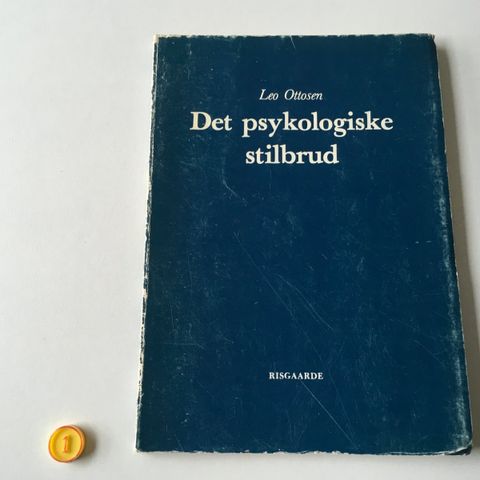 Leo Ottosen
Det psykologiske
stilbrud
RISGAARDE
1